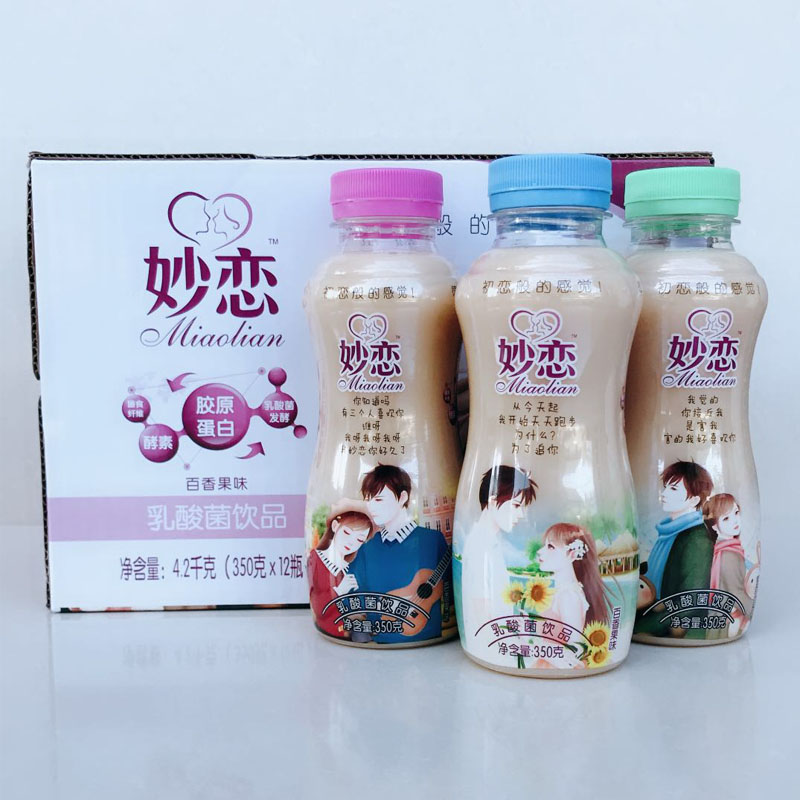 妙恋
TM
Miaolian
膳食
纤维
酵素
胶原
蛋白
乳酸菌
发酵
百香果味
乳酸菌饮品
净含量：4.2千克（350克x12瓶
般的
初恋般的感觉！
妙恋
Miaolian
你知道吗
有三个人喜欢你
谁呀
我呀我呀我呀
乳酸菌饮品
净含量:350克
初恋般的感觉！
妙恋
Miaolian
从今天起
我开始天天跑步
为什么？
为了追你
乳酸菌饮品
净含量:350克
百香果味
初恋般的感觉！
妙恋
Miaolian
我爱的
你接近我
是害我
害的我好喜欢你
乳酸菌饮品
净含量:350克